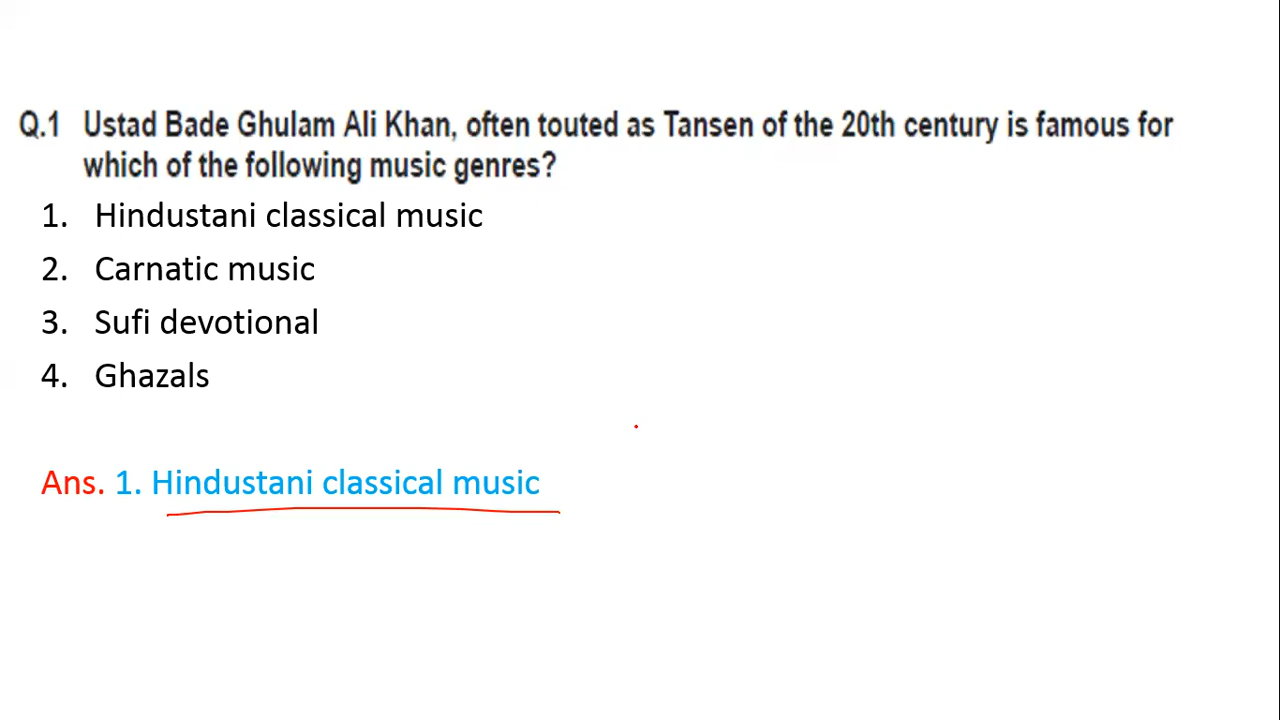 Q.1 Ustad Bade Ghulam Ali Khan, often touted as Tansen of the 20th century is famous for
which of the following music genres?
1. Hindustani classical music
2. Carnatic music
3. Sufi devotional
4. Ghazals
Ans. 1. Hindustani classical music